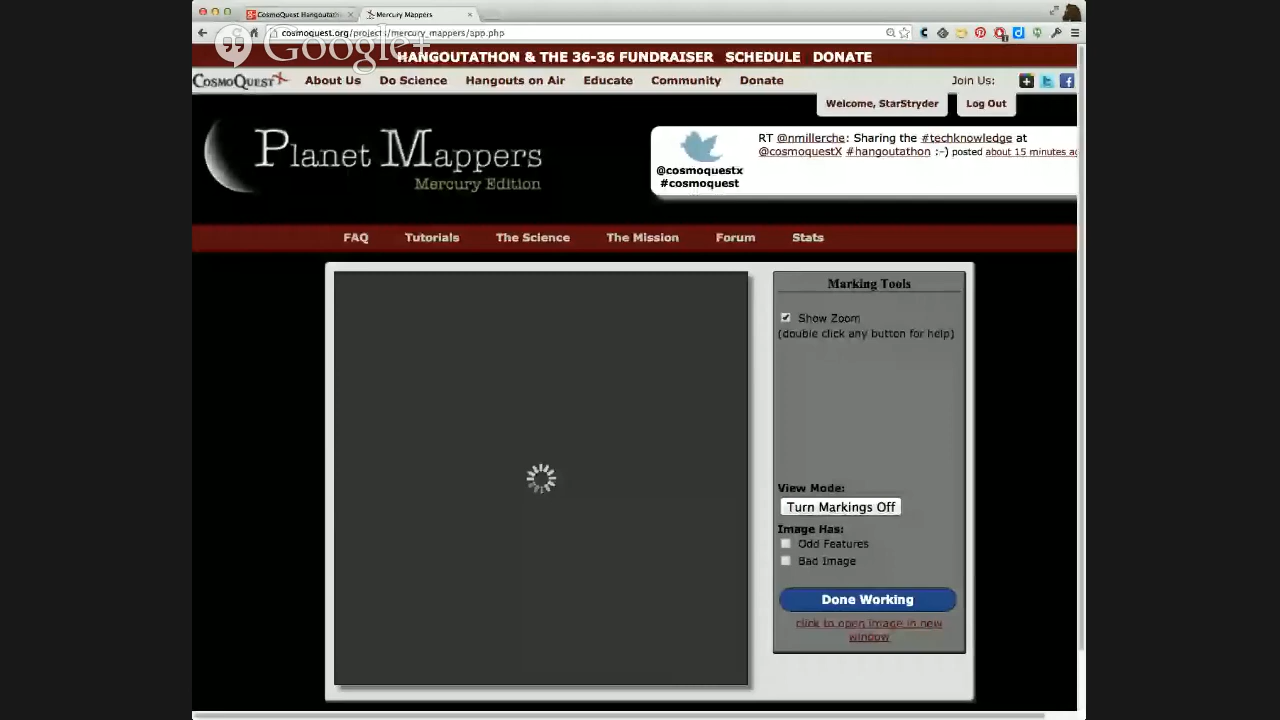 CosmoQuest Hangoutath
Mercury Mappers
cosmoquest.org/project
/mercury_mappers/app.php
Google+
HANGOUTATHON & THE 36-36 FUNDRAISER SCHEDULE DONATE
COSMOQUEST About Us Do Science Hangouts on Air Educate Community Donate Join Us:
Welcome, StarStryder Log Out
Planet Mappers
Mercury Edition
RT @nmillerche: Sharing the #techknowledge at
@cosmoquestX #hangoutathon :-) posted about 15 minutes
@cosmoquestx
#cosmoquest
FAQ Tutorials The Science The Mission Forum Stats
Marking Tools
Show Zoom
(double click any button for help)
View Mode:
Turn Markings Off
Image Has:
Odd Features
Bad Image
Done Working
click to open image in new
window